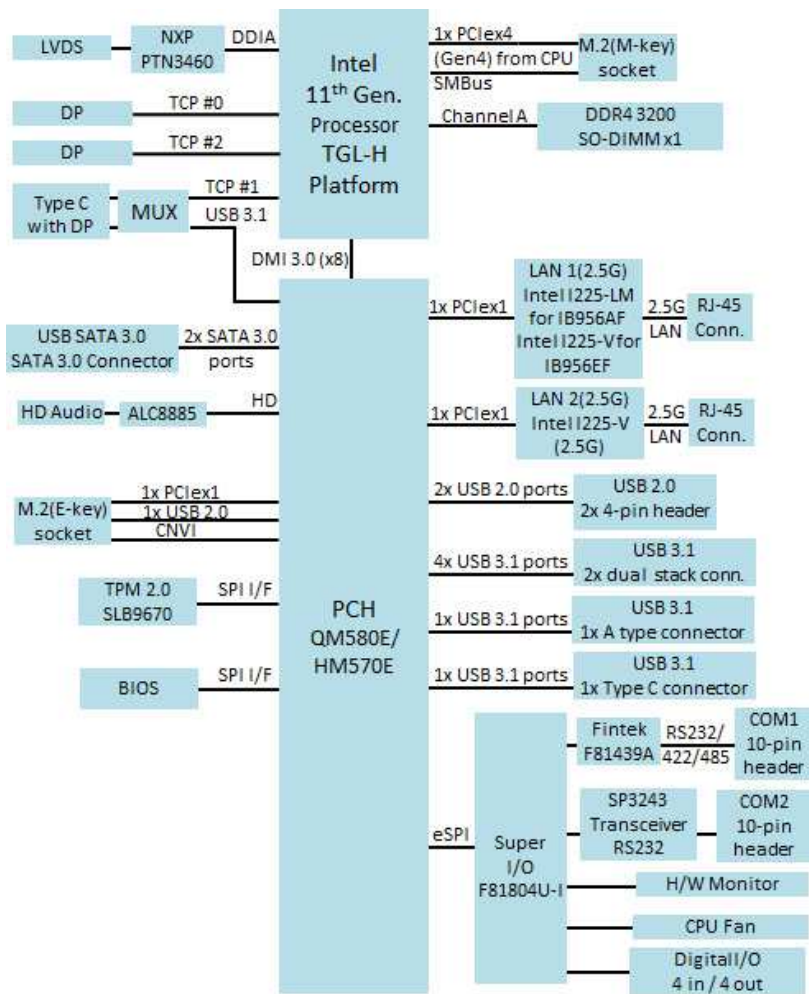 LVDS
NXP
PTN3460
DDIA
DP
TCP #0
DP
TCP #2
Type C
with DP
MUX
TCP #1
USB 3.1
Intel
11th Gen.
Processor
TGL-H
Platform
1x PCIex4
(Gen4) from CPU
SMBus
M.2(M-key)
socket
Channel A
DDR4 3200
SO-DIMM x1
DMI 3.0 (x8)
USB SATA 3.0
SATA 3.0 Connector
2x SATA 3.0
ports
HD Audio
ALC8885
HD
M.2(E-key)
socket
1x PCIex1
1x USB 2.0
CNVI
TPM 2.0
SLB9670
SPI I/F
BIOS
SPI I/F
PCH
QM580E/
HM570E
1x PCIex1
LAN 1(2.5G)
Intel I225-LM
for IB956AF
Intel I225-V for
IB956EF
2.5G
LAN
RJ-45
Conn.
1x PCIex1
LAN 2(2.5G)
Intel I225-V
(2.5G)
2.5G
LAN
RJ-45
Conn.
2x USB 2.0 ports
USB 2.0
2x 4-pin header
4x USB 3.1 ports
USB 3.1
2x dual stack conn.
1x USB 3.1 ports
USB 3.1
1x A type connector
1x USB 3.1 ports
USB 3.1
1x Type C connector
eSPI
Super
I/O
F81804U-I
Fintek
F81439A
RS232/
422/485
COM1
10-pin
header
SP3243
Transceiver
RS232
COM2
10-pin
header
H/W Monitor
CPU Fan
Digital I/O
4 in / 4 out